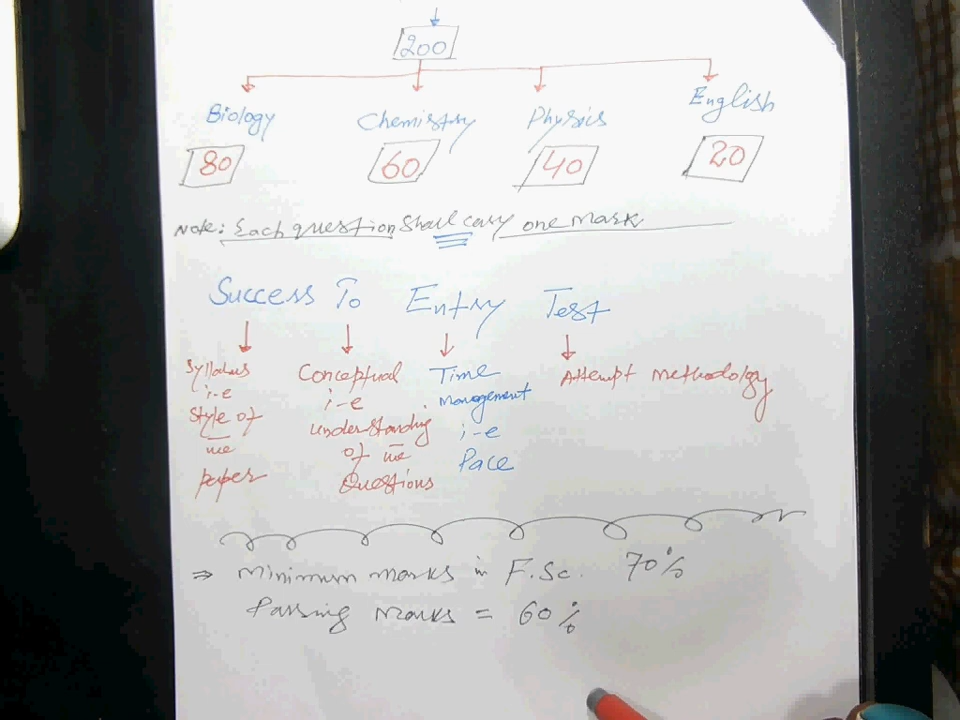 200
Biology Chemistry Physics English
80 60 40 20
Note: Each question shall cary one mark
Success To Entry Test
Syllabus
i-e
style of
the
paper
Conceptual
i-e
understanding
of the
Questions
Time
Management
i-e
Pace
Attempt Methodology
⇒ Minimum marks in F.Sc. 70%
Passing marks = 60%